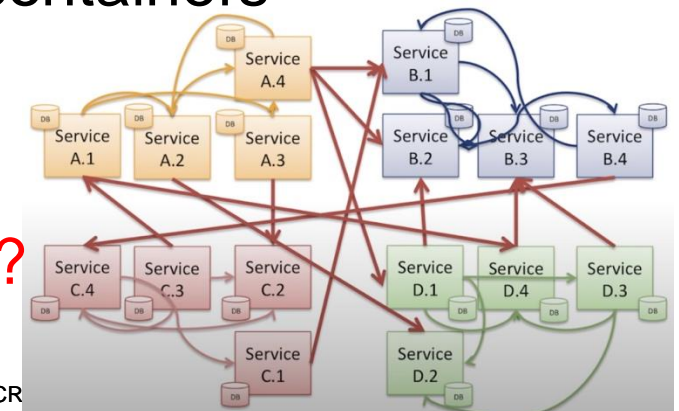 containers
DB
Service
A.4
DB
Service
B.1
DB
Service
A.1
DB
Service
A.2
DB
Service
A.3
Service
B.2
DB
Service
B.3
DB
Service
B.4
DB
?
Service
C.4
DB
Service
C.3
DB
Service
C.2
DB
Service
D.1
DB
Service
D.4
DB
Service
D.3
DB
Service
C.1
DB
Service
D.2
DB
CR